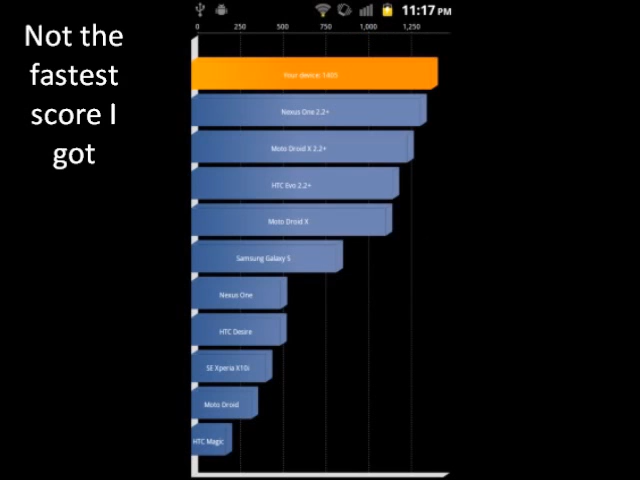 Not the
fastest
score I
got
11:17 PM
0 250 500 750 1,000 1,250
Your device: 1405
Nexus One 2.2+
Moto Droid X 2.2+
HTC Evo 2.2+
Moto Droid X
Samsung Galaxy S
Nexus One
HTC Desire
SE Xperia X10i
Moto Droid
HTC Magic